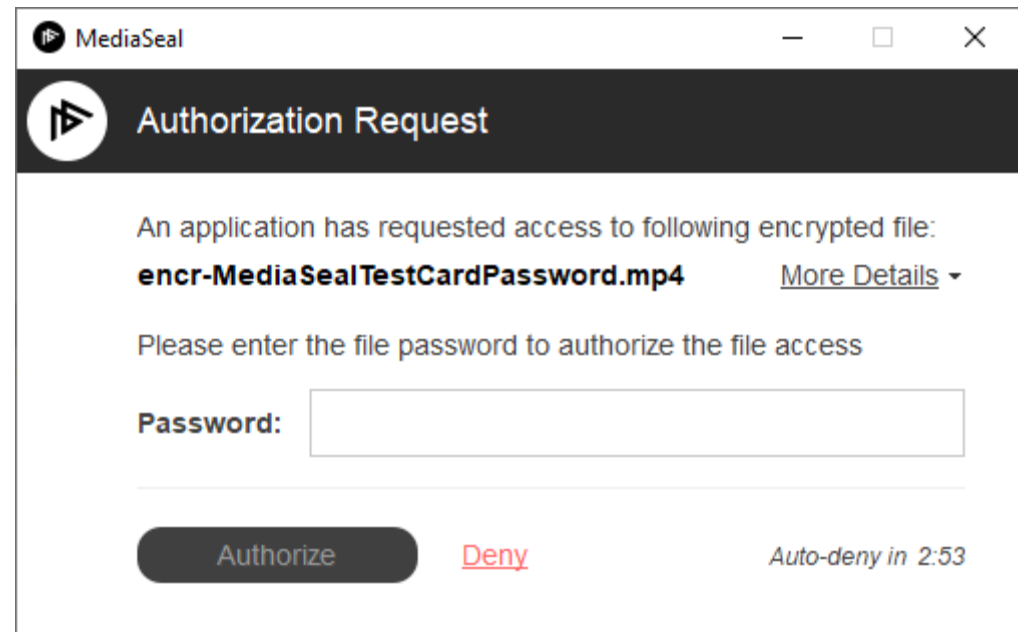 MediaSeal
Authorization Request
An application has requested access to following encrypted file:
encr-MediaSealTestCardPassword.mp4 More Details
Please enter the file password to authorize the file access
Password:
Authorize Deny Auto-deny in 2:53